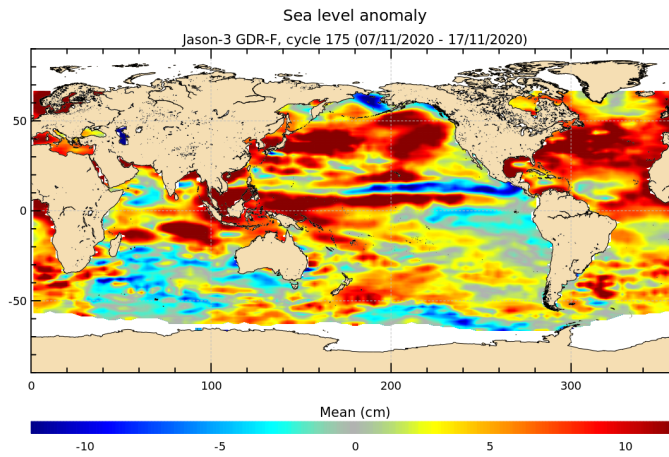 Sea level anomaly
Jason-3 GDR-F, cycle 175 (07/11/2020 - 17/11/2020)
50
0
-50
0 100 200 300
Mean (cm)
-10 -5 0 5 10